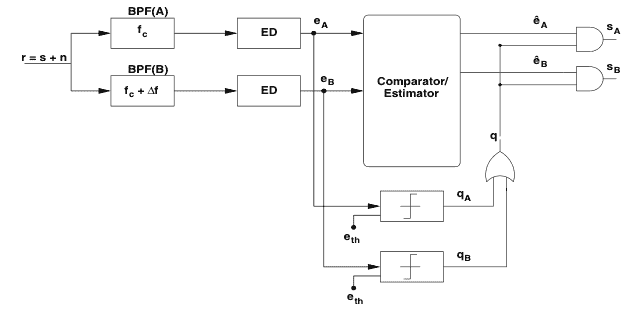 BPF(A)
f_c
ED
e_A
r = s + n
BPF(B)
f_c + Δf
ED
e_B
Comparator/
Estimator
ê_A
s_A
ê_B
s_B
q
q_A
e_th
q_B
e_th